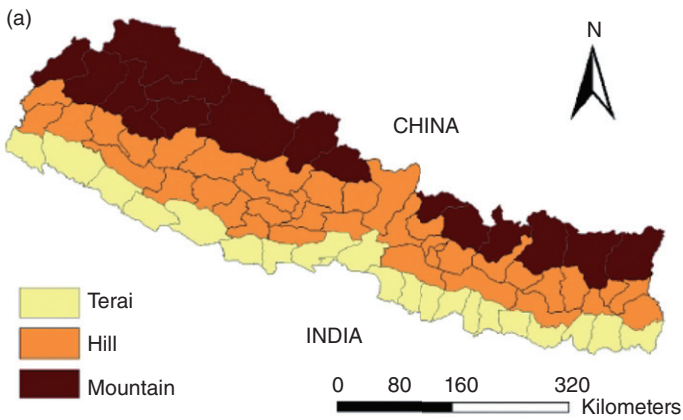 (a)
N
CHINA
Terai
Hill
Mountain
INDIA
0 80 160 320
Kilometers